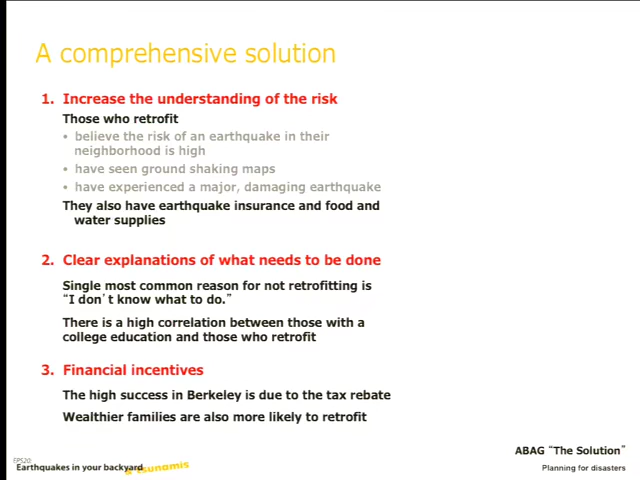 A comprehensive solution
1. Increase the understanding of the risk
Those who retrofit
• believe the risk of an earthquake in their
neighborhood is high
• have seen ground shaking maps
• have experienced a major, damaging earthquake
They also have earthquake insurance and food and
water supplies
2. Clear explanations of what needs to be done
Single most common reason for not retrofitting is
“I don’t know what to do.”
There is a high correlation between those with a
college education and those who retrofit
3. Financial incentives
The high success in Berkeley is due to the tax rebate
Wealthier families are also more likely to retrofit
ABAG “The Solution”
EPS20:
Earthquakes in your backyard
& tsunamis
Planning for disasters